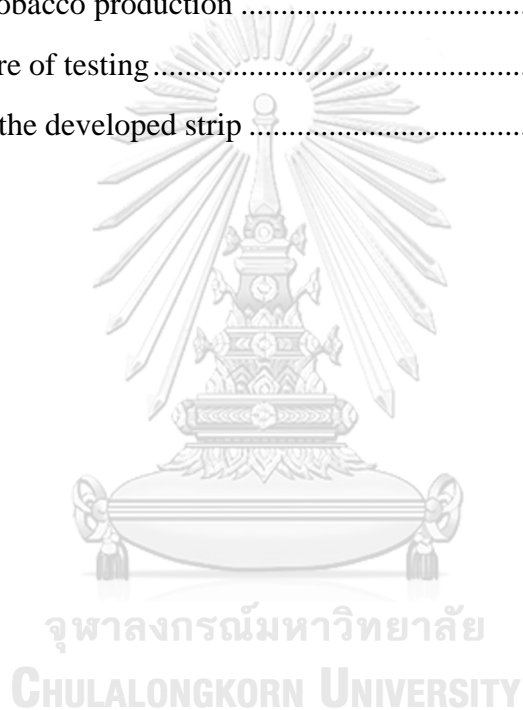 obacco production ........................................
re of testing.......................................................
the developed strip .......................................
จุฬาลงกรณ์มหาวิทยาลัย
CHULALONGKORN UNIVERSITY